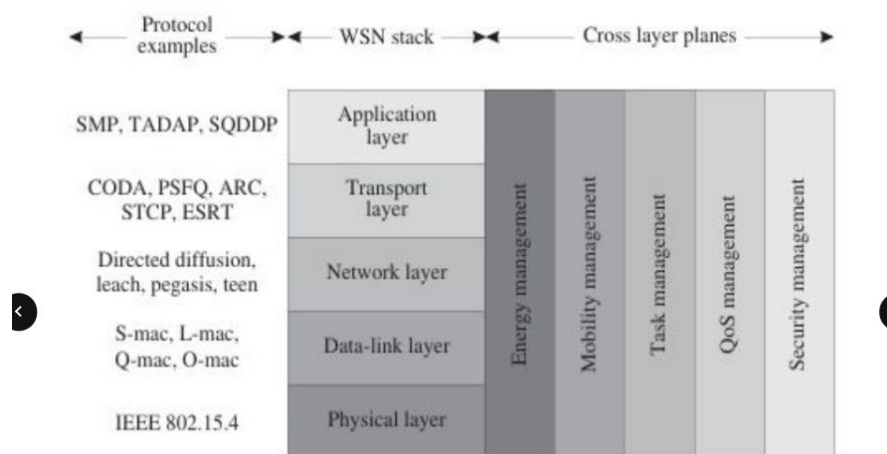 Protocol
examples
WSN stack
Cross layer planes
SMP, TADAP, SQDDP
Application
layer
CODA, PSFQ, ARC,
STCP, ESRT
Transport
layer
Directed diffusion,
leach, pegasis, teen
Network layer
S-mac, L-mac,
Q-mac, O-mac
Data-link layer
IEEE 802.15.4
Physical layer
Energy management
Mobility management
Task management
QoS management
Security management